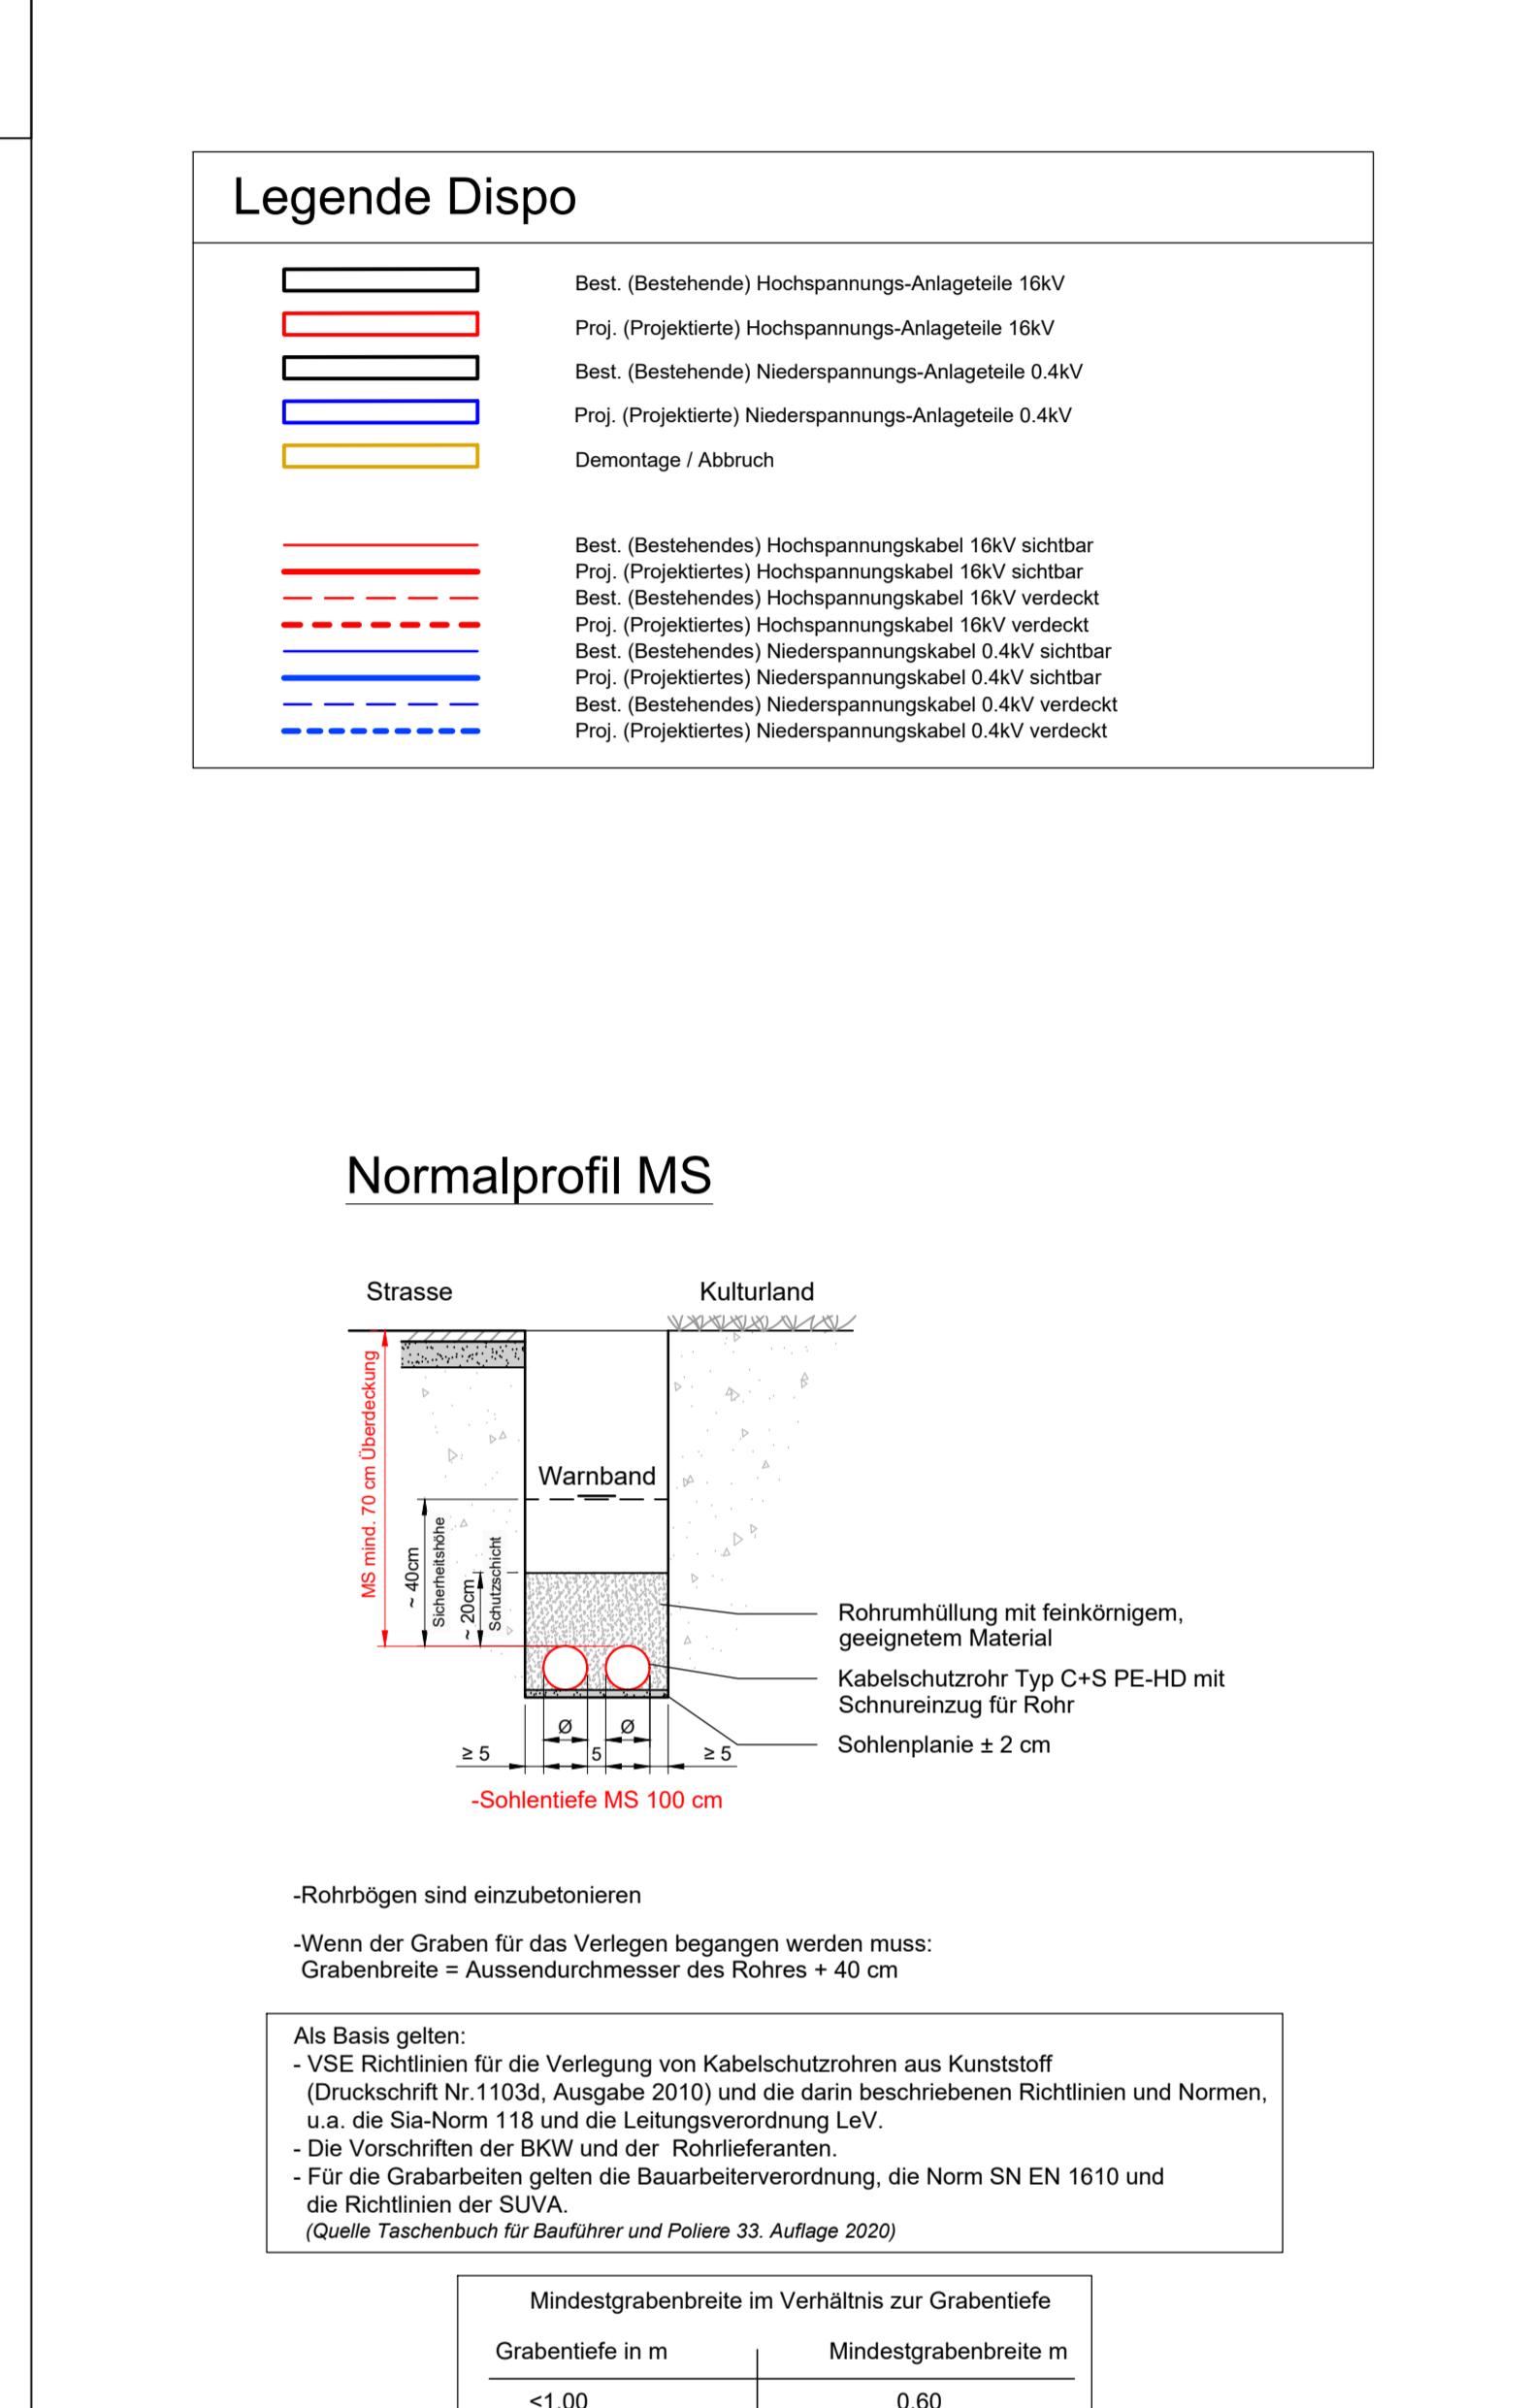 Legende Dispo
Best. (Bestehende) Hochspannungs-Anlageteile 16kV
Proj. (Projektierte) Hochspannungs-Anlageteile 16kV
Best. (Bestehende) Niederspannungs-Anlageteile 0.4kV
Proj. (Projektierte) Niederspannungs-Anlageteile 0.4kV
Demontage / Abbruch
Best. (Bestehendes) Hochspannungskabel 16kV sichtbar
Proj. (Projektiertes) Hochspannungskabel 16kV sichtbar
Best. (Bestehendes) Hochspannungskabel 16kV verdeckt
Proj. (Projektiertes) Hochspannungskabel 16kV verdeckt
Best. (Bestehendes) Niederspannungskabel 0.4kV sichtbar
Proj. (Projektiertes) Niederspannungskabel 0.4kV sichtbar
Best. (Bestehendes) Niederspannungskabel 0.4kV verdeckt
Proj. (Projektiertes) Niederspannungskabel 0.4kV verdeckt
Normalprofil MS
Strasse
Kulturland
MS mind. 70 cm Überdeckung
Warnband
~ 40cm
Sicherheitshöhe
~ 20cm
Schutzschicht
Rohrumhüllung mit feinkörnigem,
geeignetem Material
Kabelschutzrohr Typ C+S PE-HD mit
Schnureinzug für Rohr
Sohlenplanie ± 2 cm
Ø
Ø
≥ 5
5
≥ 5
-Sohlentiefe MS 100 cm
-Rohrbögen sind einzubetonieren
-Wenn der Graben für das Verlegen begangen werden muss:
Grabenbreite = Aussendurchmesser des Rohres + 40 cm
Als Basis gelten:
- VSE Richtlinien für die Verlegung von Kabelschutzrohren aus Kunststoff
(Druckschrift Nr.1103d, Ausgabe 2010) und die darin beschriebenen Richtlinien und Normen,
u.a. die Sia-Norm 118 und die Leitungsverordnung LeV.
- Die Vorschriften der BKW und der Rohrlieferanten.
- Für die Grabarbeiten gelten die Bauarbeiterverordnung, die Norm SN EN 1610 und
die Richtlinien der SUVA.
(Quelle Taschenbuch für Bauführer und Poliere 33. Auflage 2020)
Mindestgrabenbreite im Verhältnis zur Grabentiefe
Grabentiefe in m
Mindestgrabenbreite m
<1.00
0.60